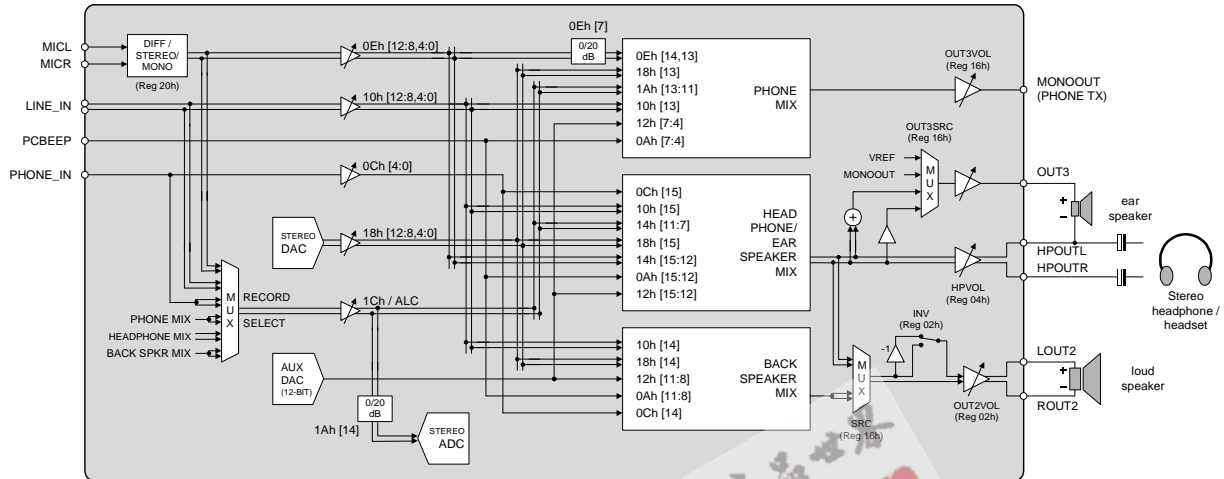 MICL
MICR
LINE_IN
PCBEEP
PHONE_IN
DIFF /
STEREO/
MONO
(Reg 20h)
0Eh [12:8,4:0]
10h [12:8,4:0]
0Ch [4:0]
STEREO
DAC
18h [12:8,4:0]
MUX
RECORD
SELECT
PHONE MIX
HEADPHONE MIX
BACK SPKR MIX
1Ch / ALC
AUX
DAC
(12-BIT)
0/20
dB
1Ah [14]
STEREO
ADC
0Eh [7]
0/20
dB
0Eh [14,13]
18h [13]
1Ah [13:11]
10h [13]
12h [7:4]
0Ah [7:4]
PHONE
MIX
0Ch [15]
10h [15]
14h [11:7]
18h [15]
14h [15:12]
0Ah [15:12]
12h [15:12]
HEAD
PHONE/
EAR
SPEAKER
MIX
10h [14]
18h [14]
12h [11:8]
0Ah [11:8]
0Ch [14]
BACK
SPEAKER
MIX
OUT3VOL
(Reg 16h)
MONOOUT
(PHONE TX)
OUT3SRC
(Reg 16h)
VREF
MONOOUT
MUX
+
OUT3
+
−
ear
speaker
HPOUTL
HPOUTR
HPVOL
(Reg 04h)
Stereo
headphone /
headset
INV
(Reg 02h)
-1
MUX
SRC
(Reg 16h)
OUT2VOL
(Reg 02h)
LOUT2
+
−
ROUT2
loud
speaker